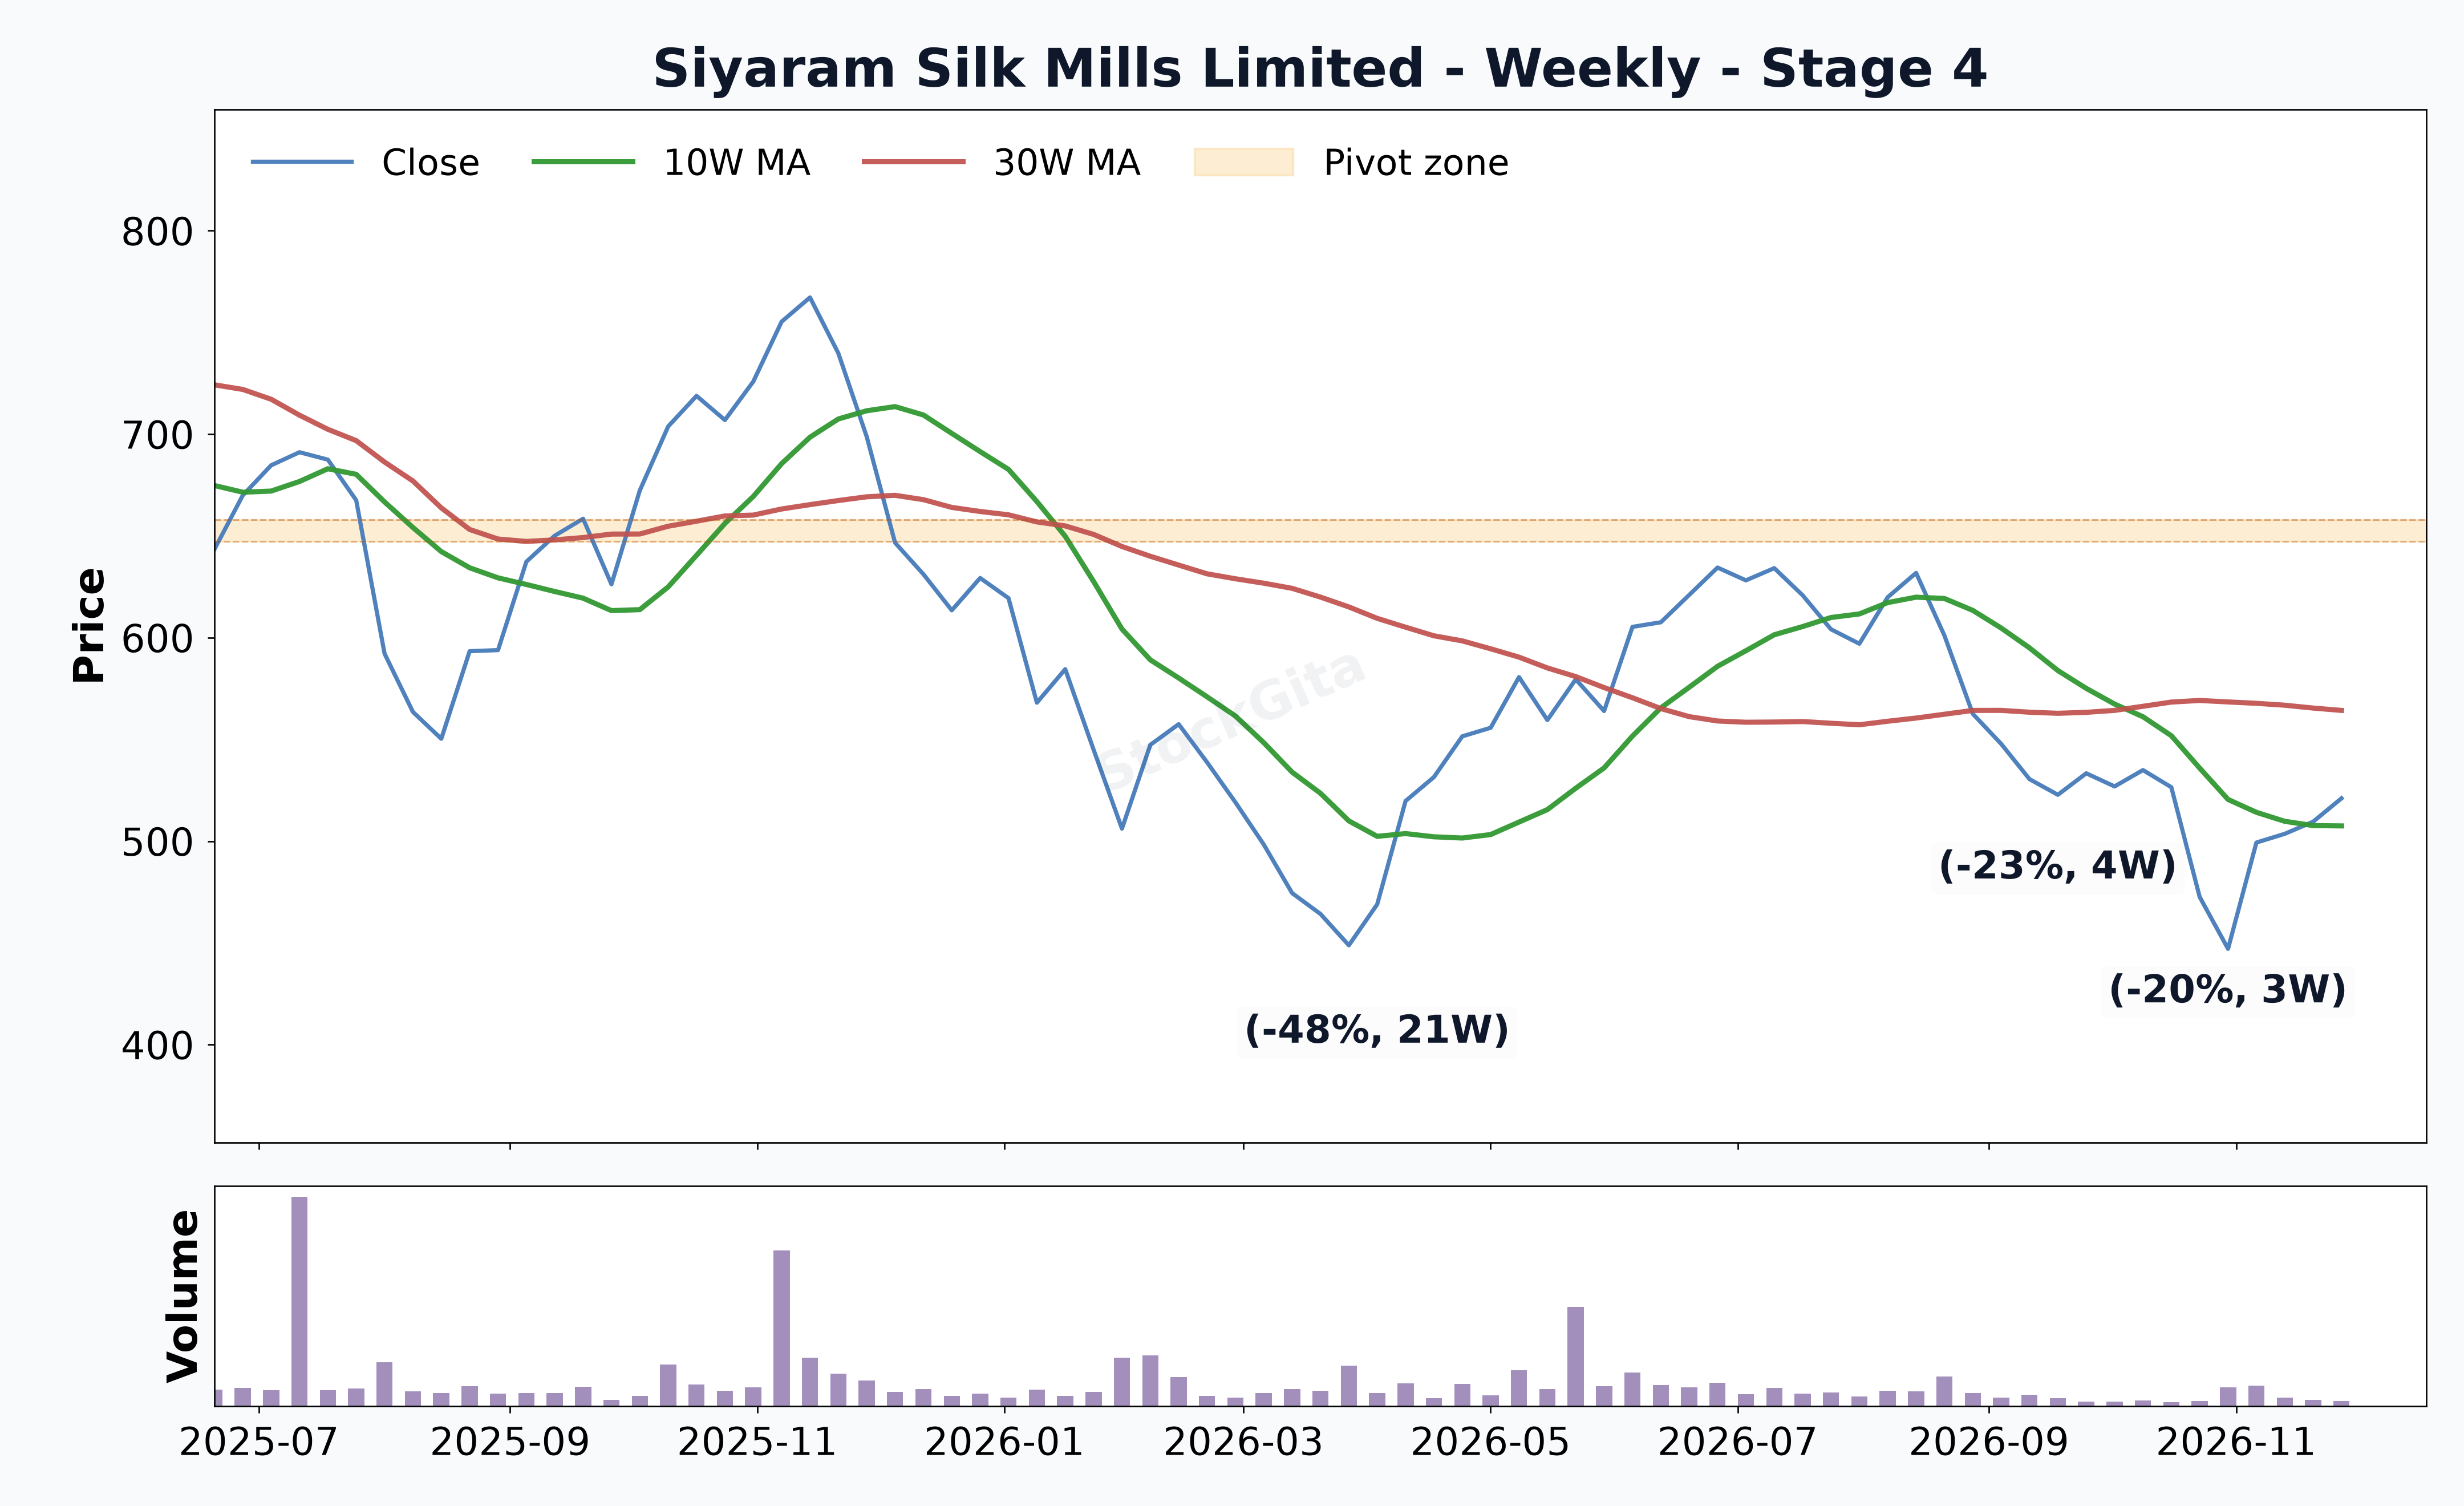 Siyaram Silk Mills Limited - Weekly - Stage 4
Close 10W MA 30W MA Pivot zone
800
700
600
500
400
Price
StockGita
(-23%, 4W)
(-20%, 3W)
(-48%, 21W)
Volume
2025-07 2025-09 2025-11 2026-01 2026-03 2026-05 2026-07 2026-09 2026-11